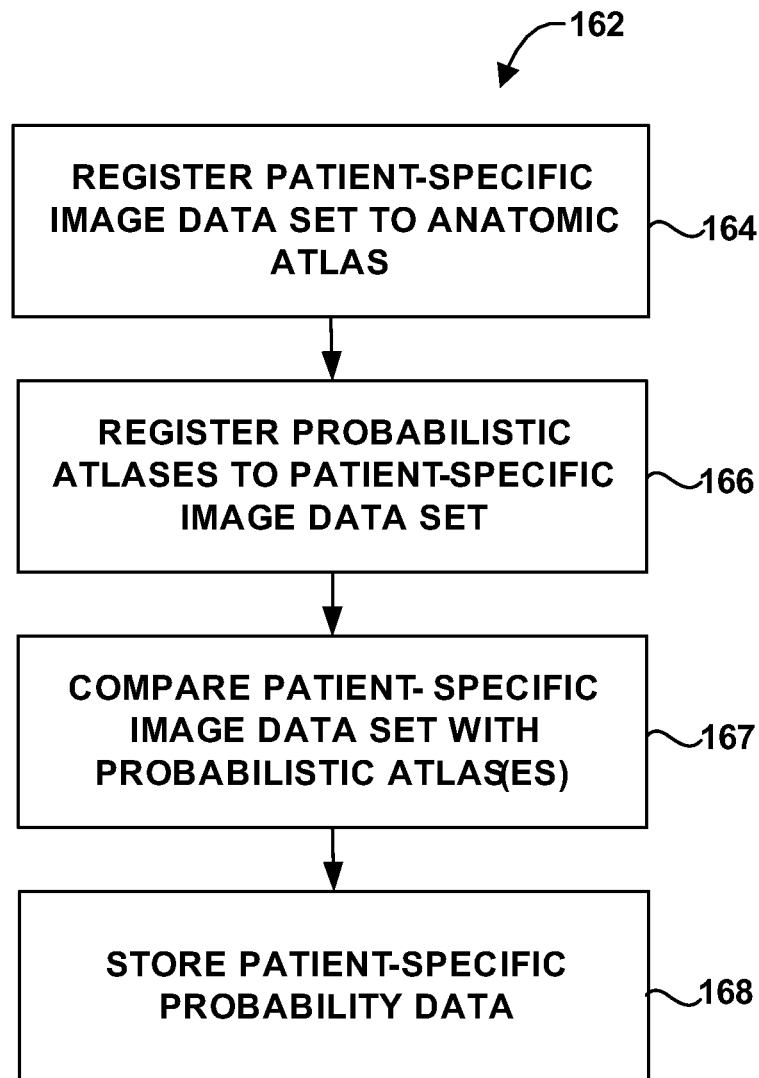 162
REGISTER PATIENT-SPECIFIC
IMAGE DATA SET TO ANATOMIC
ATLAS
164
REGISTER PROBABILISTIC
ATLASES TO PATIENT-SPECIFIC
IMAGE DATA SET
166
COMPARE PATIENT- SPECIFIC
IMAGE DATA SET WITH
PROBABILISTIC ATLAS(ES)
167
STORE PATIENT-SPECIFIC
PROBABILITY DATA
168